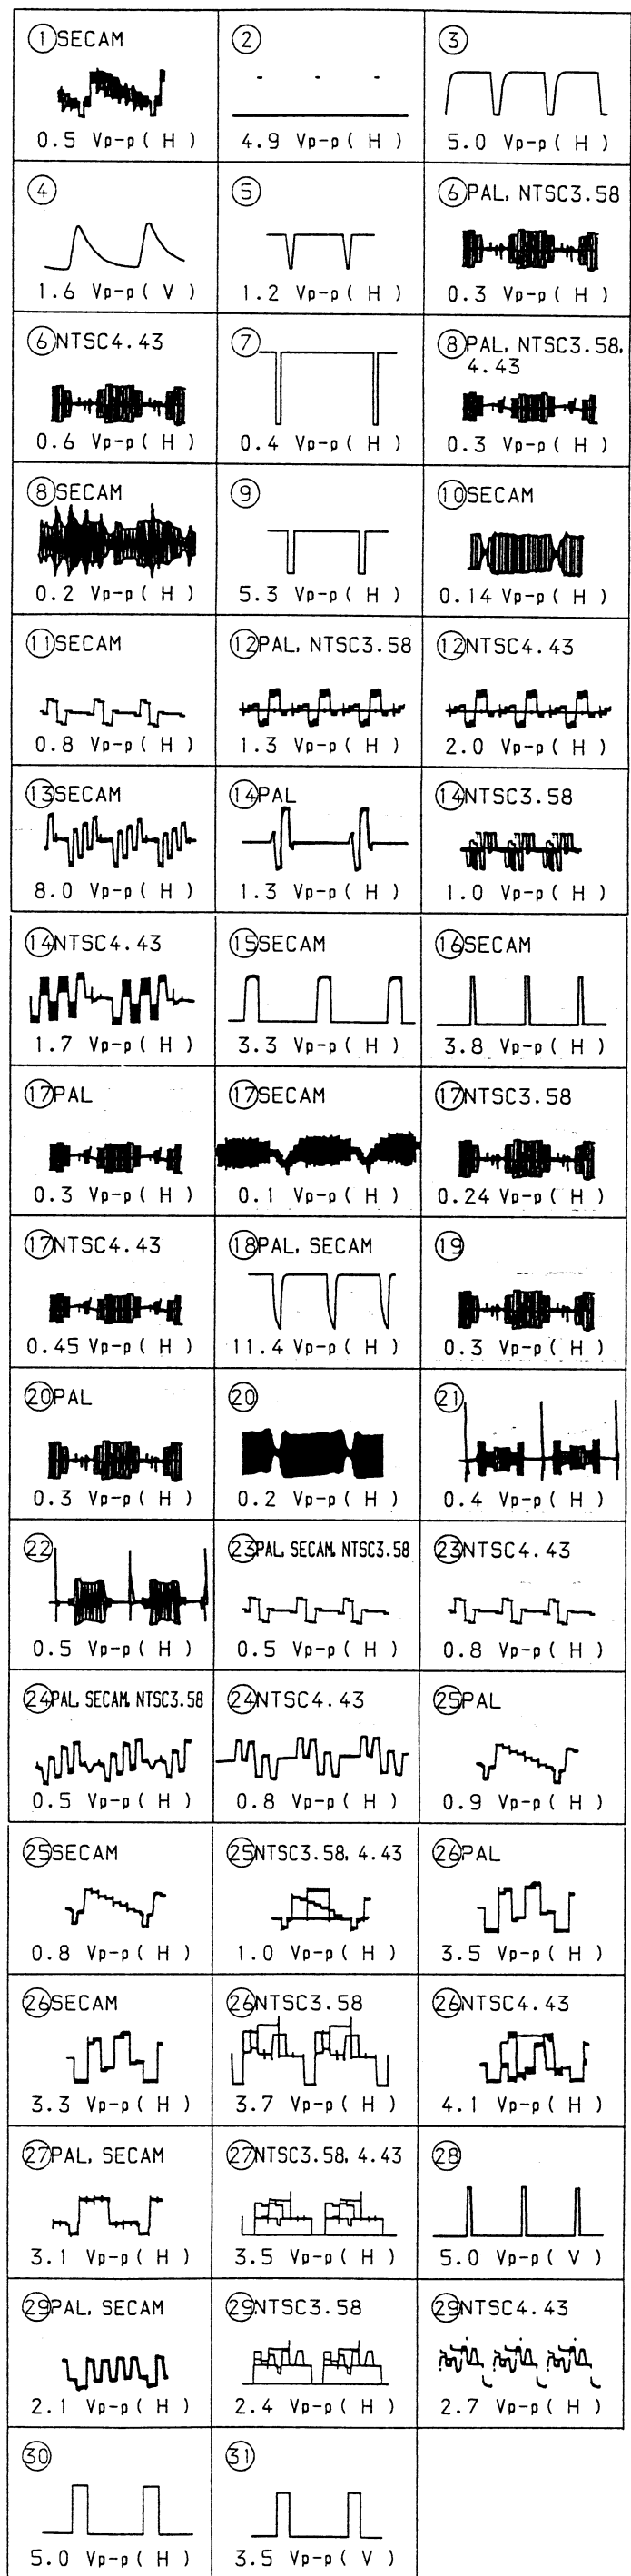 ①SECAM
0.5 Vp-p ( H )
②
4.9 Vp-p ( H )
③
5.0 Vp-p ( H )
④
1.6 Vp-p ( V )
⑤
1.2 Vp-p ( H )
⑥PAL, NTSC3.58
0.3 Vp-p ( H )
⑥NTSC4.43
0.6 Vp-p ( H )
⑦
0.4 Vp-p ( H )
⑧PAL, NTSC3.58,
4.43
0.3 Vp-p ( H )
⑧SECAM
0.2 Vp-p ( H )
⑨
5.3 Vp-p ( H )
⑩SECAM
0.14 Vp-p ( H )
⑪SECAM
0.8 Vp-p ( H )
⑫PAL, NTSC3.58
1.3 Vp-p ( H )
⑫NTSC4.43
2.0 Vp-p ( H )
⑬SECAM
8.0 Vp-p ( H )
⑭PAL
1.3 Vp-p ( H )
⑭NTSC3.58
1.0 Vp-p ( H )
⑭NTSC4.43
1.7 Vp-p ( H )
⑮SECAM
3.3 Vp-p ( H )
⑯SECAM
3.8 Vp-p ( H )
⑰PAL
0.3 Vp-p ( H )
⑰SECAM
0.1 Vp-p ( H )
⑰NTSC3.58
0.24 Vp-p ( H )
⑰NTSC4.43
0.45 Vp-p ( H )
⑱PAL, SECAM
11.4 Vp-p ( H )
⑲
0.3 Vp-p ( H )
⑳PAL
0.3 Vp-p ( H )
⑳
0.2 Vp-p ( H )
㉑
0.4 Vp-p ( H )
㉒
0.5 Vp-p ( H )
㉓PAL, SECAM, NTSC3.58
0.5 Vp-p ( H )
㉓NTSC4.43
0.8 Vp-p ( H )
㉔PAL, SECAM, NTSC3.58
0.5 Vp-p ( H )
㉔NTSC4.43
0.8 Vp-p ( H )
㉕PAL
0.9 Vp-p ( H )
㉕SECAM
0.8 Vp-p ( H )
㉕NTSC3.58, 4.43
1.0 Vp-p ( H )
㉖PAL
3.5 Vp-p ( H )
㉖SECAM
3.3 Vp-p ( H )
㉖NTSC3.58
3.7 Vp-p ( H )
㉖NTSC4.43
4.1 Vp-p ( H )
㉗PAL, SECAM
3.1 Vp-p ( H )
㉗NTSC3.58, 4.43
3.5 Vp-p ( H )
㉘
5.0 Vp-p ( V )
㉙PAL, SECAM
2.1 Vp-p ( H )
㉙NTSC3.58
2.4 Vp-p ( H )
㉙NTSC4.43
2.7 Vp-p ( H )
㉚
5.0 Vp-p ( H )
㉛
3.5 Vp-p ( V )